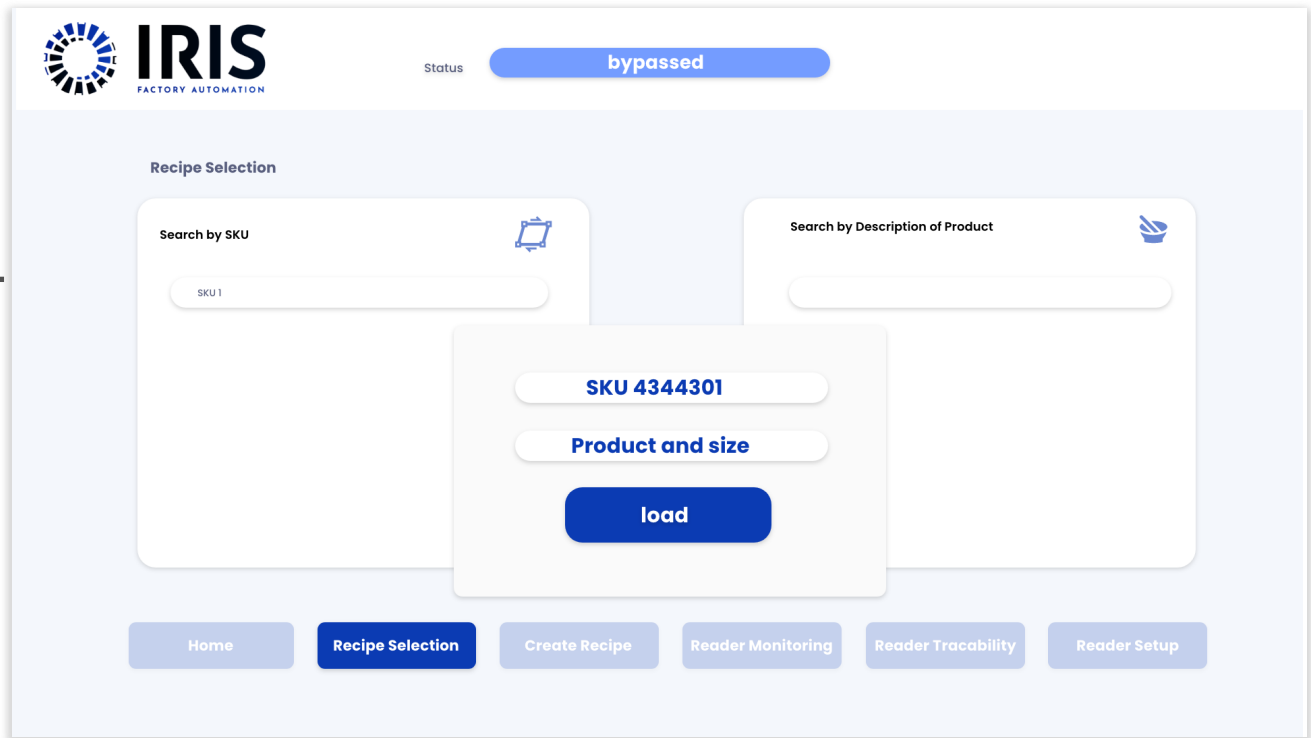 IRIS
FACTORY AUTOMATION
Status
bypassed
Recipe Selection
Search by SKU
SKU 1
Search by Description of Product
SKU 4344301
Product and size
load
Home
Recipe Selection
Create Recipe
Reader Monitoring
Reader Tracability
Reader Setup